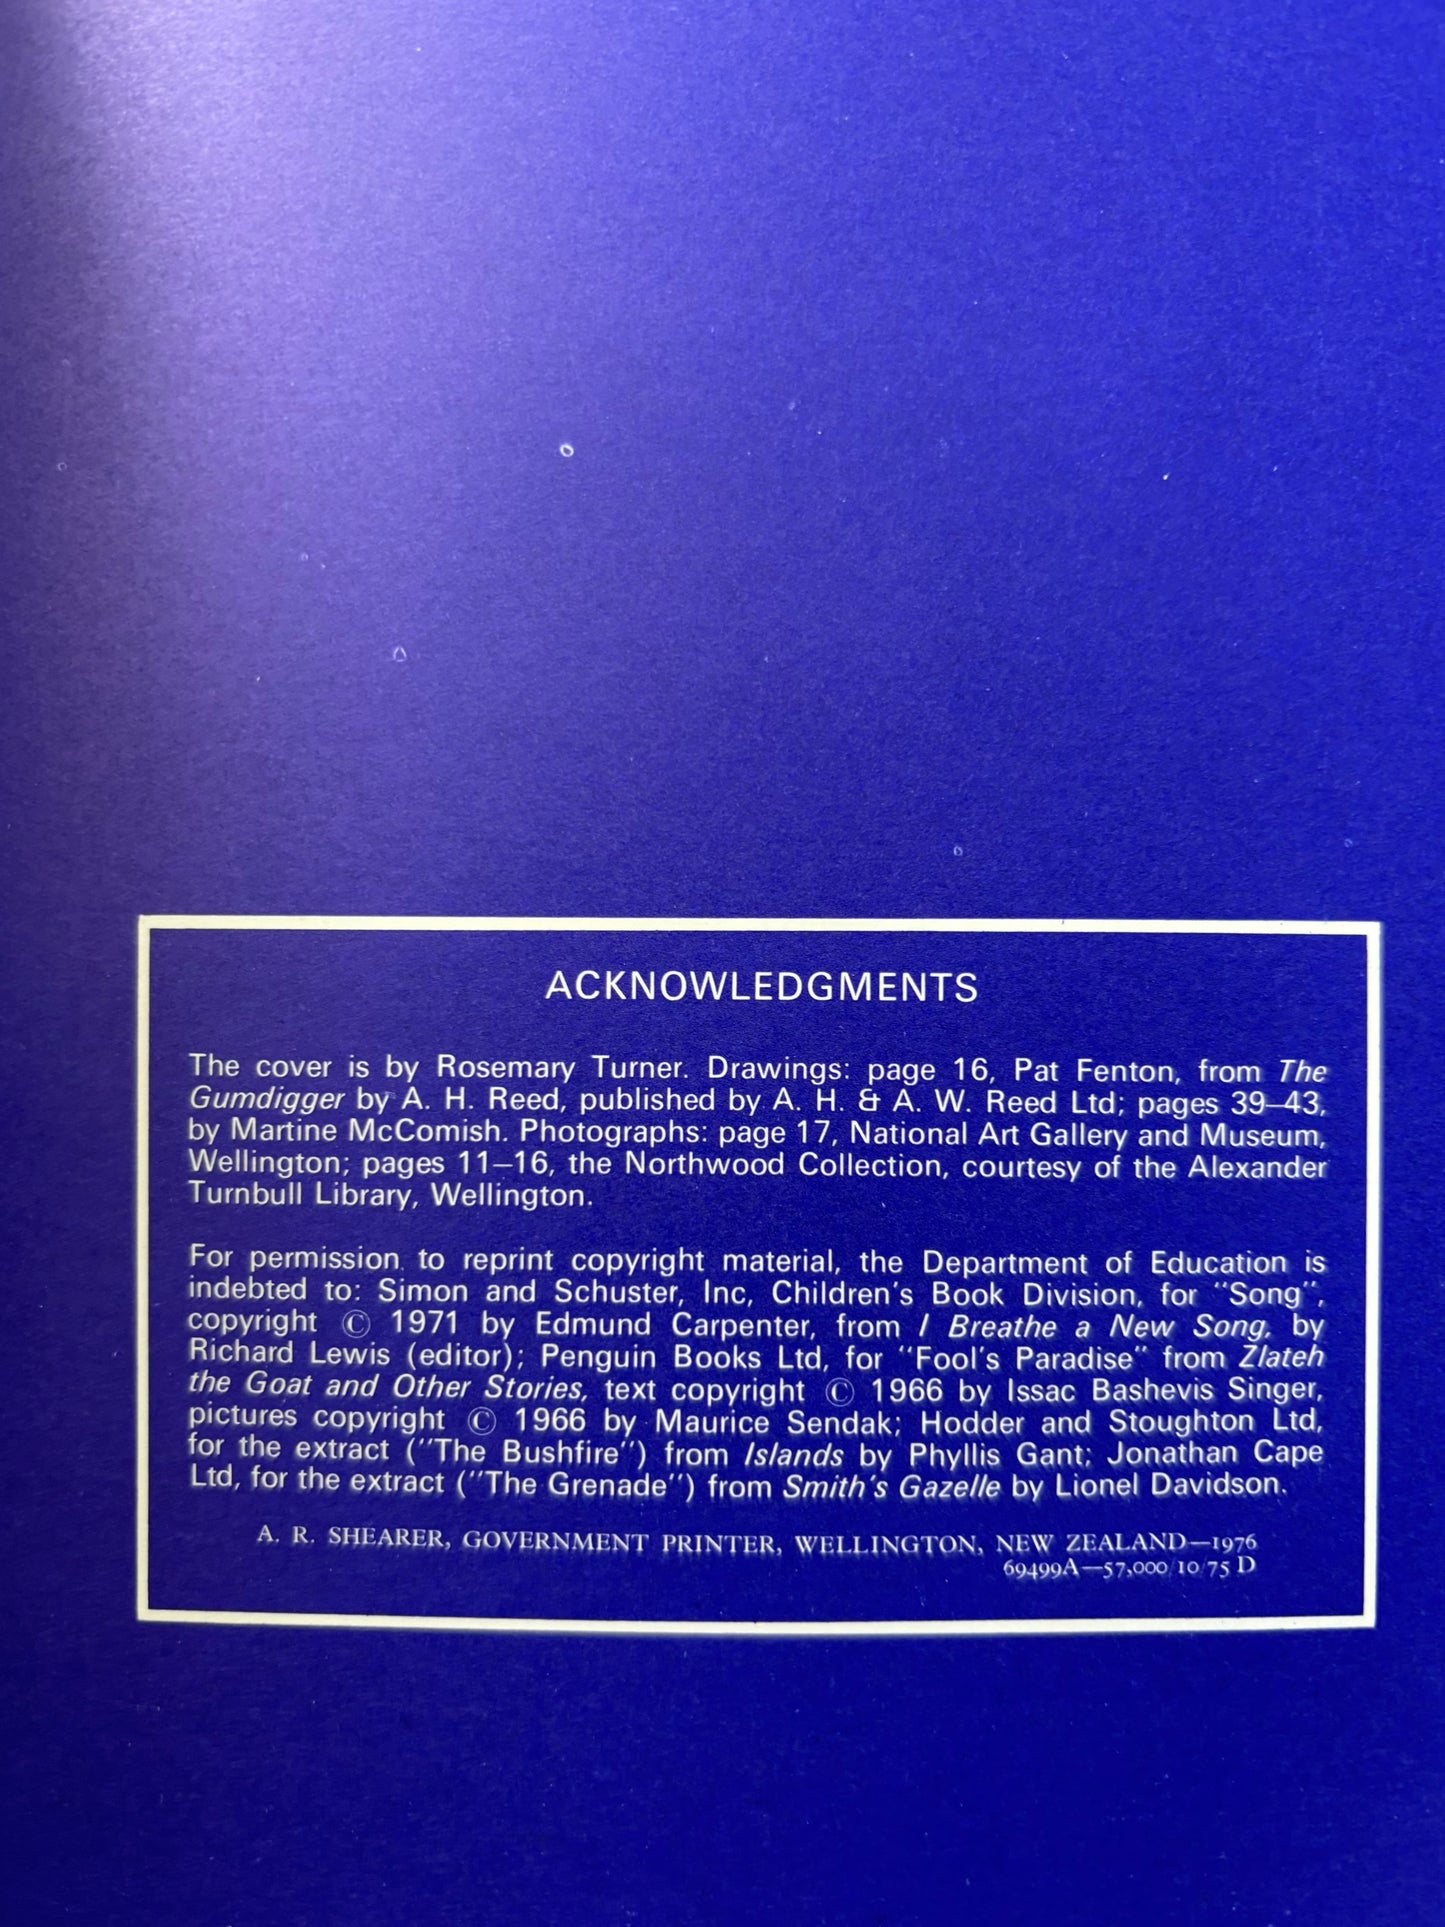 ACKNOWLEDGMENTS
The cover is by Rosemary Turner. Drawings: page 16, Pat Fenton, from The
Gumdigger by A. H. Reed, published by A. H. & A. W. Reed Ltd; pages 39–43,
by Martine McComish. Photographs: page 17, National Art Gallery and Museum,
Wellington; pages 11–16, the Northwood Collection, courtesy of the Alexander
Turnbull Library, Wellington.
For permission to reprint copyright material, the Department of Education is
indebted to: Simon and Schuster, Inc, Children's Book Division, for "Song",
copyright © 1971 by Edmund Carpenter, from I Breathe a New Song, by
Richard Lewis (editor); Penguin Books Ltd, for "Fool's Paradise" from Zlateh
the Goat and Other Stories, text copyright © 1966 by Issac Bashevis Singer,
pictures copyright © 1966 by Maurice Sendak; Hodder and Stoughton Ltd,
for the extract ("The Bushfire") from Islands by Phyllis Gant; Jonathan Cape
Ltd, for the extract ("The Grenade") from Smith's Gazelle by Lionel Davidson.
A. R. SHEARER, GOVERNMENT PRINTER, WELLINGTON, NEW ZEALAND—1976
69499A—57,000/10/75 D